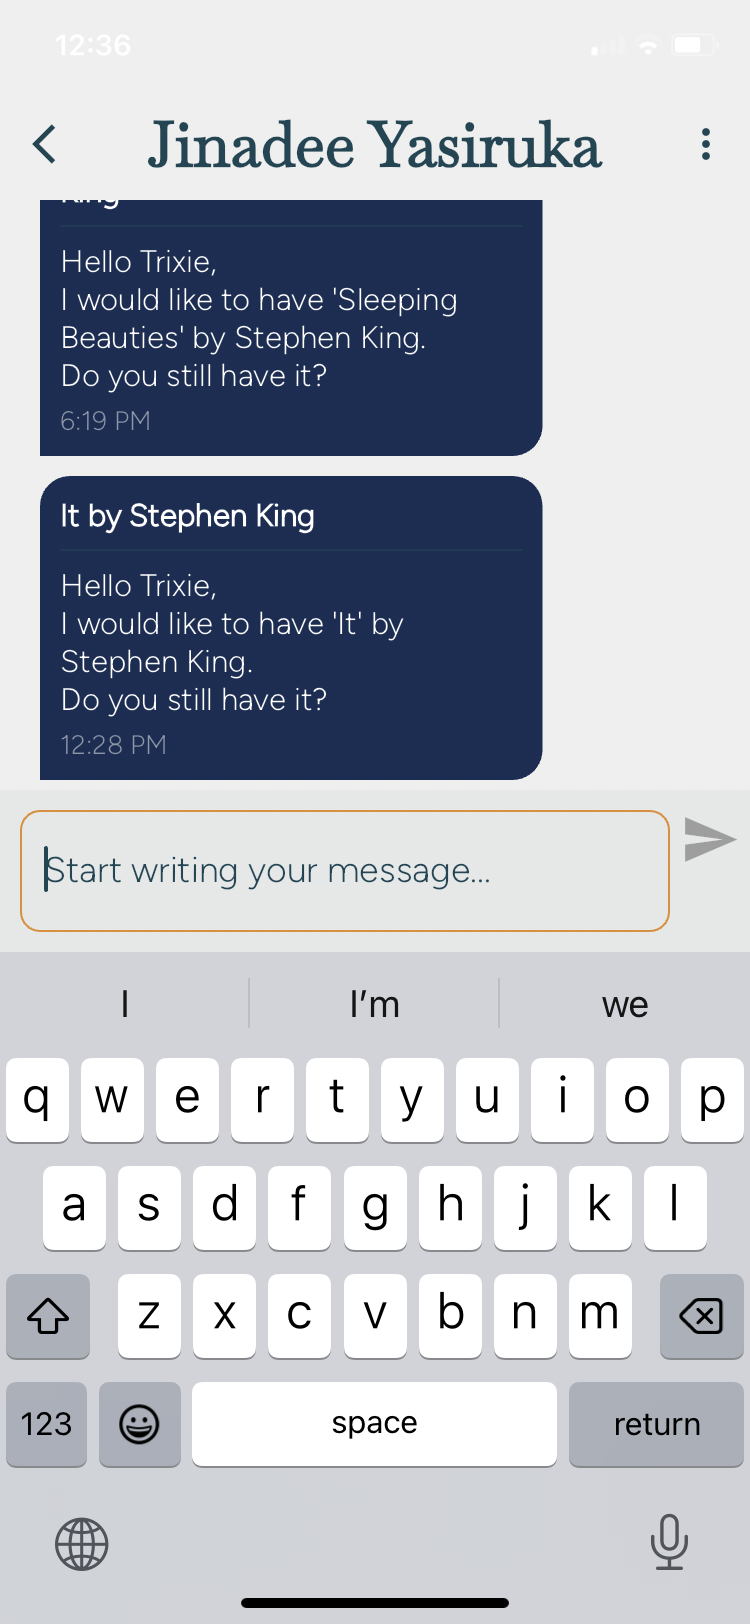 12:36
Jinadee Yasiruka
King
Hello Trixie,
I would like to have 'Sleeping
Beauties' by Stephen King.
Do you still have it?
6:19 PM
It by Stephen King
Hello Trixie,
I would like to have 'It' by
Stephen King.
Do you still have it?
12:28 PM
Start writing your message...
I I'm we
q w e r t y u i o p
a s d f g h j k l
z x c v b n m
123 space return